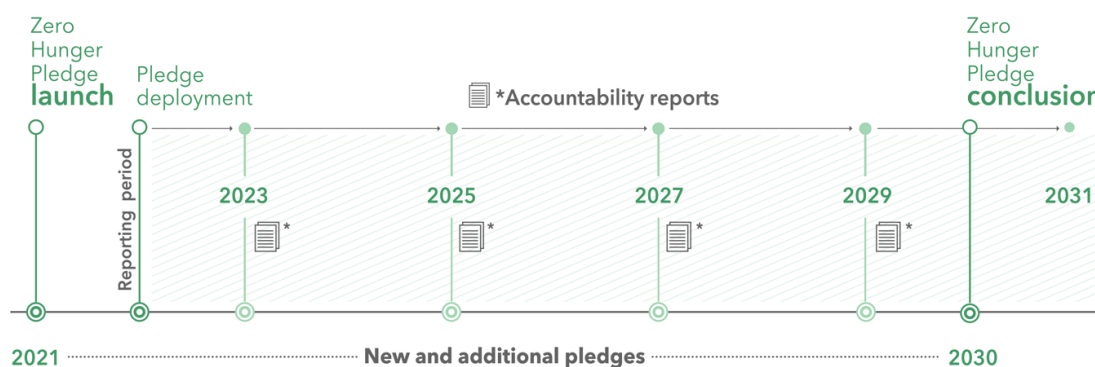 Zero
Hunger
Pledge
launch
Pledge
deployment
*Accountability reports
Zero
Hunger
Pledge
conclusion
Reporting period
2023
2025
2027
2029
2031
*
*
*
*
2021
New and additional pledges
2030